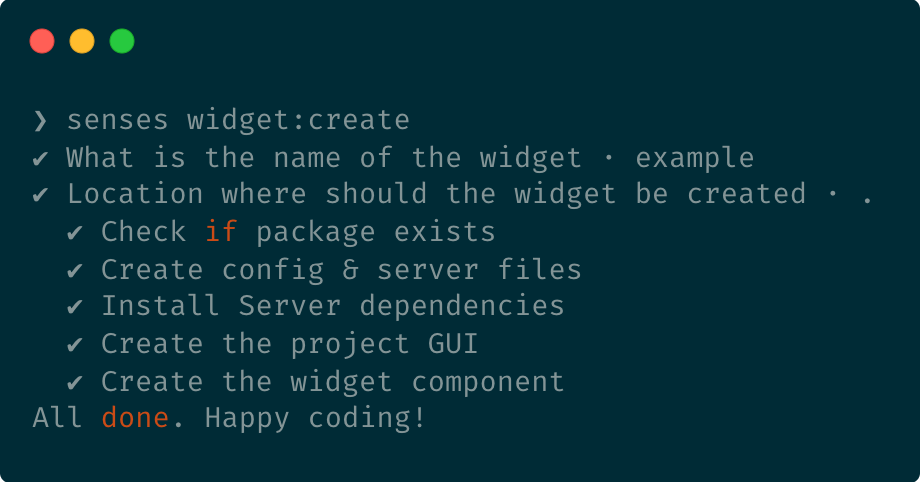 ❯ senses widget:create
✔ What is the name of the widget · example
✔ Location where should the widget be created · .
✔ Check if package exists
✔ Create config & server files
✔ Install Server dependencies
✔ Create the project GUI
✔ Create the widget component
All done. Happy coding!